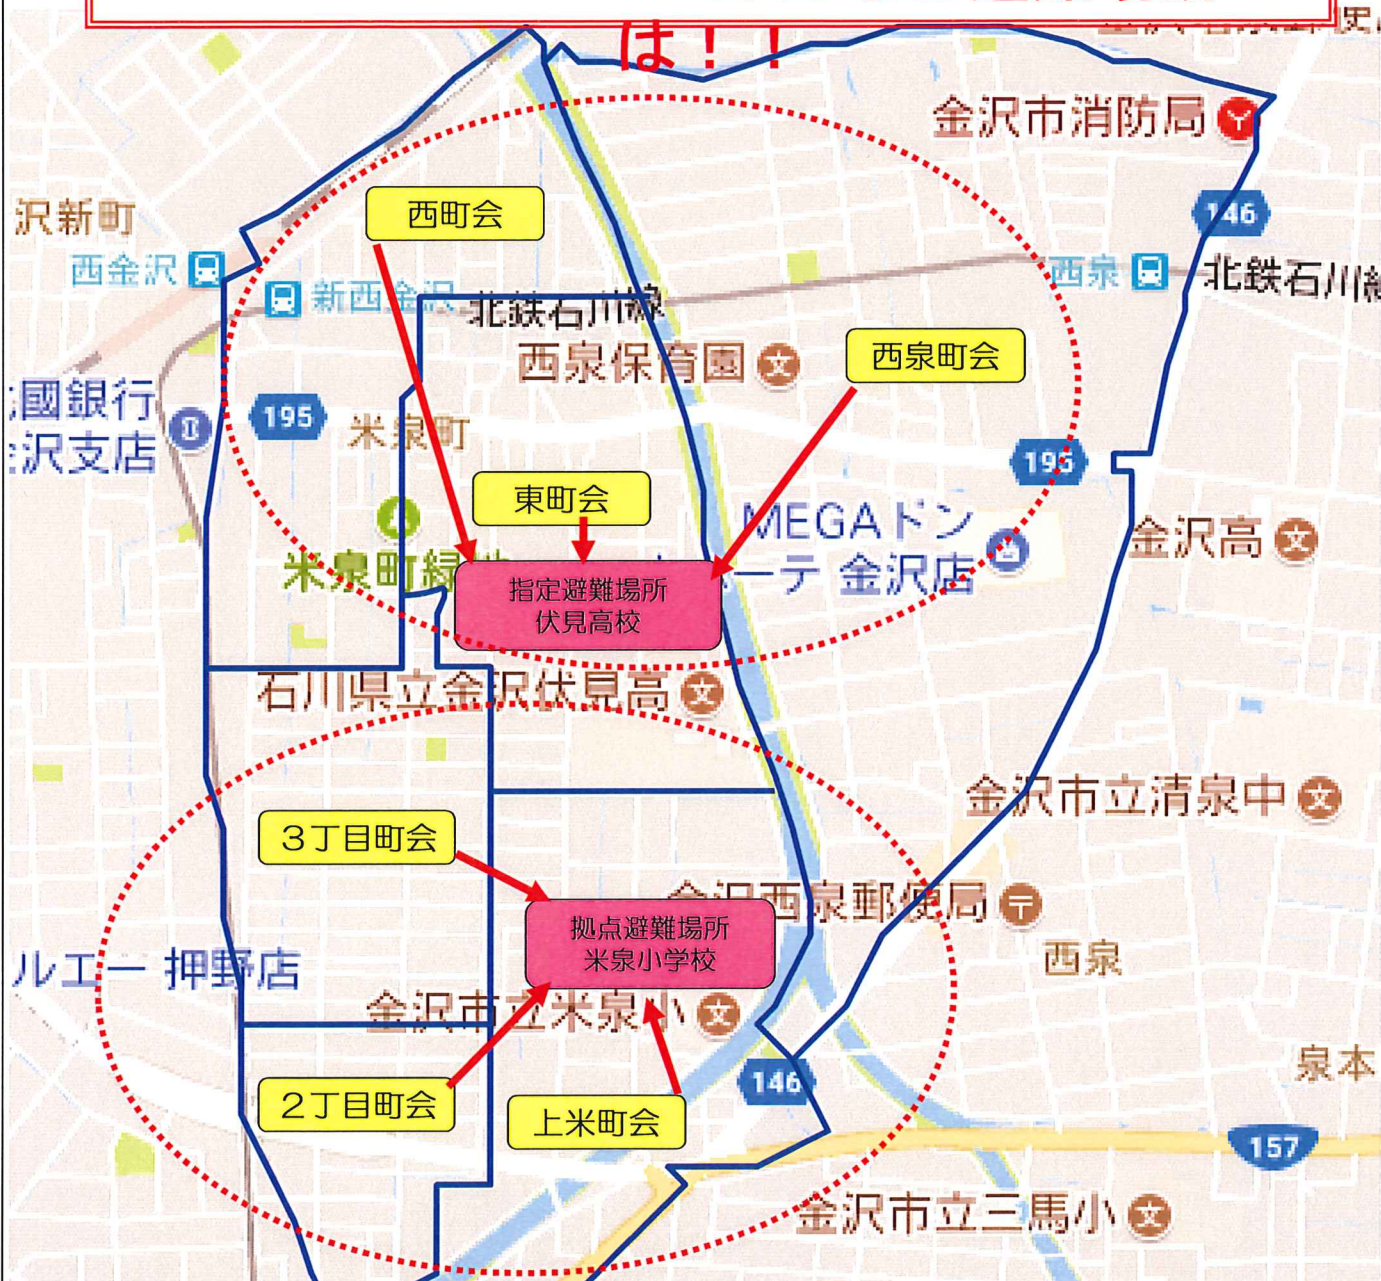 は！！
金沢市消防局
西町会
沢新町
146
西金沢
新西金沢
西泉
北鉄石川線
北鉄石川
西泉保育園
西泉町会
國銀行
沢支店
195
米泉町
195
東町会
MEGAドン
金沢高
米泉町緑地
ーテ 金沢店
指定避難場所
伏見高校
石川県立金沢伏見高
金沢市立清泉中
３丁目町会
金沢西泉郵便局
拠点避難場所
米泉小学校
西泉
ルエー 押野店
金沢市立米泉小
泉本
146
２丁目町会
上米町会
157
金沢市立三馬小